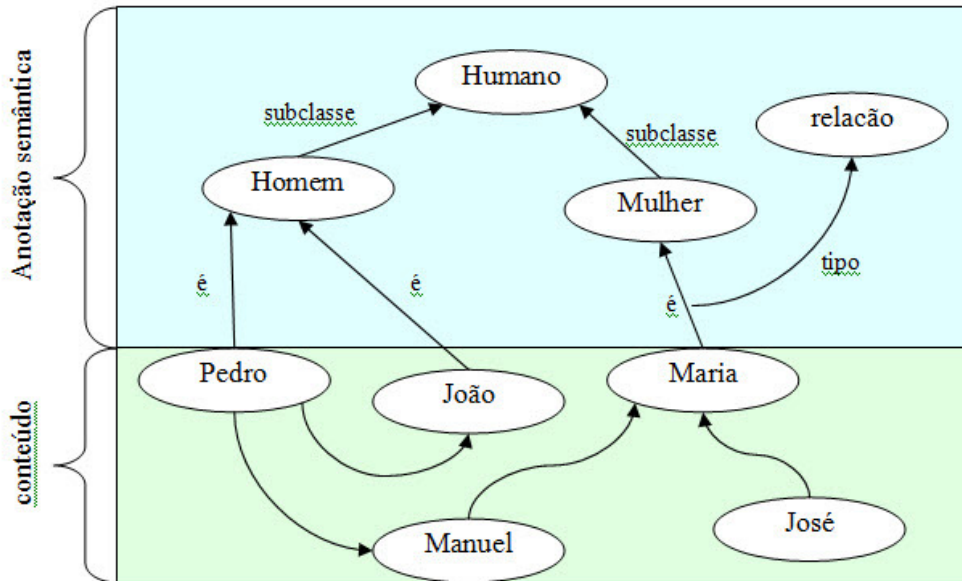 Anotação semântica
Humano
subclasse
subclasse
relacão
Homem
Mulher
tipo
é
é
é
conteúdo
Pedro
João
Maria
Manuel
José